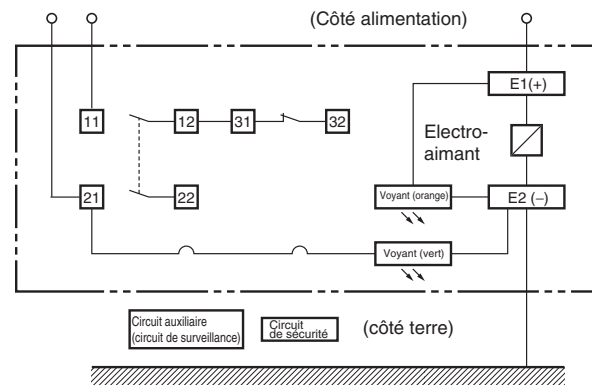 (Côté alimentation)
E1(+)
11
12
31
32
Electro-
aimant
21
22
Voyant (orange)
E2 (–)
Voyant (vert)
Circuit auxiliaire
(circuit de surveillance)
Circuit
de sécurité
(côté terre)